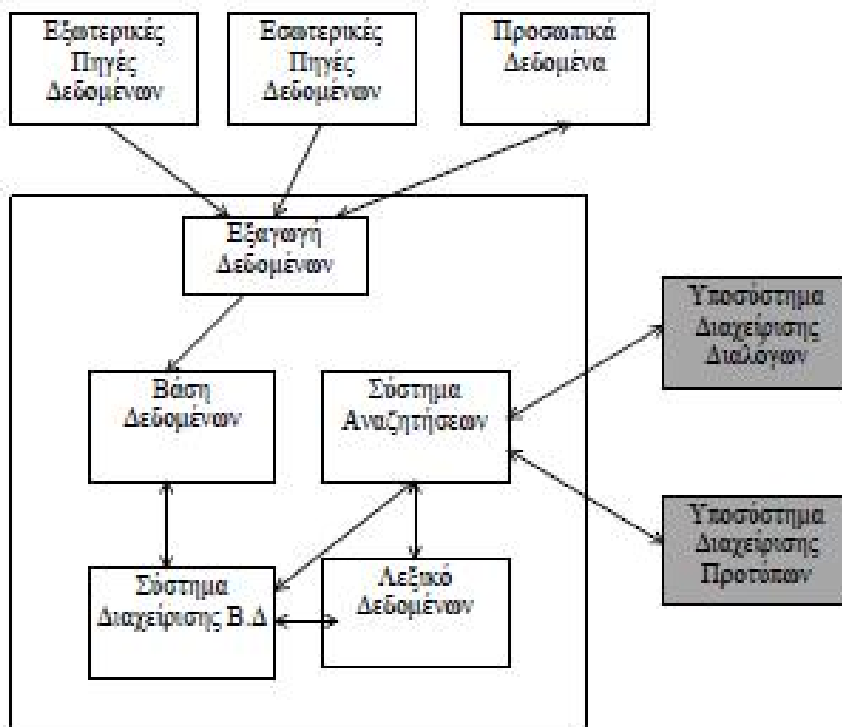 Εξωτερικές
Πηγές
Δεδομένων
Εσωτερικές
Πηγές
Δεδομένων
Προσωπικά
Δεδομένα
Εξαγωγή
Δεδομένων
Υποσύστημα
Διαχείρισης
Διαλόγων
Βάση
Δεδομένων
Σύστημα
Αναζητήσεων
Υποσύστημα
Διαχείρισης
Προτύπων
Σύστημα
Διαχείρισης Β.Δ
Λεξικό
Δεδομένων